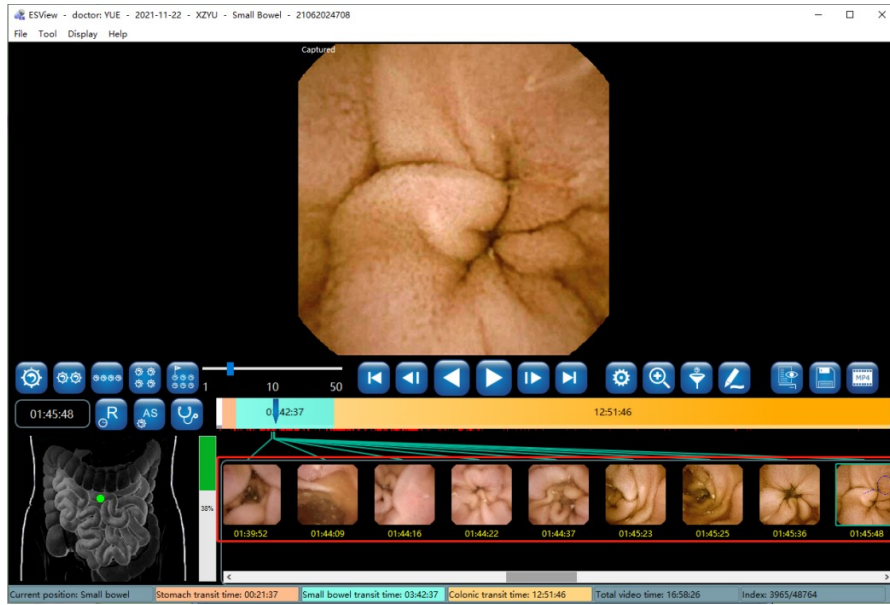 ESView - doctor: YUE - 2021-11-22 - XZYU - Small Bowel - 21062024708
File Tool Display Help
Captured
1 10 50
MP4
01:45:48 R AS 03:42:37 12:51:46
38%
01:39:52 01:44:09 01:44:16 01:44:22 01:44:37 01:45:23 01:45:25 01:45:36 01:45:48
Current position: Small bowel Stomach transit time: 00:21:37 Small bowel transit time: 03:42:37 Colonic transit time: 12:51:46 Total video time: 16:58:26 Index: 3965/48764